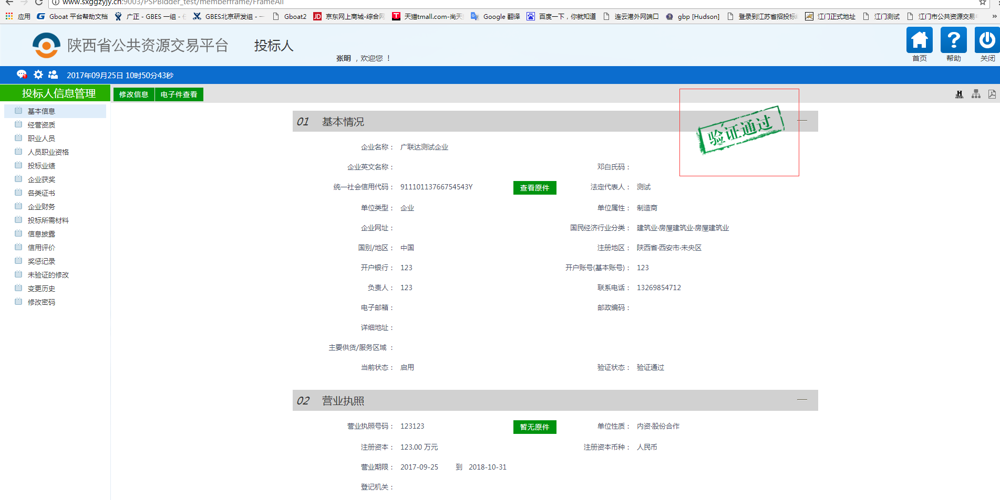 www.sxggzyjy.cn:9003/PSPBidder_test/memberframe/FrameAll
应用 Gboat 平台帮助文档 广正 - GBES 一组 - GBES北京研发组 - Gboat2 京东网上商城-综合网 天猫tmall.com-尚天 Google 翻译 百度一下，你就知道 连云港外网端口 gbp [Hudson] 登录到江苏省招投标 江门正式地址 江门测试 江门市公共资源交易 »
陕西省公共资源交易平台 投标人
张明 ，欢迎您 ！
首页 帮助 关闭
2017年09月25日 10时50分43秒
投标人信息管理
修改信息 电子件查看
HISTORY
基本信息
经营资质
职业人员
人员职业资格
投标业绩
企业获奖
各类证书
企业财务
投标所需材料
信息披露
信用评价
奖惩记录
未验证的修改
变更历史
修改密码
01 基本情况
验证通过
企业名称： 广联达测试企业
企业英文名称： 邓白氏码：
统一社会信用代码： 91110113766754543Y 查看原件 法定代表人： 测试
单位类型： 企业 单位属性： 制造商
企业网址： 国民经济行业分类： 建筑业·房屋建筑业·房屋建筑业
国别/地区： 中国 注册地区： 陕西省·西安市·未央区
开户银行： 123 开户账号(基本账号)： 123
负责人： 123 联系电话： 13269854712
电子邮箱： 邮政编码：
详细地址：
主要供货/服务区域 ：
当前状态： 启用 验证状态： 验证通过
02 营业执照
营业执照号码： 123123 暂无原件 单位性质： 内资·股份合作
注册资本： 123.00 万元 注册资本币种： 人民币
营业期限： 2017-09-25 到 2018-10-31
登记机关：